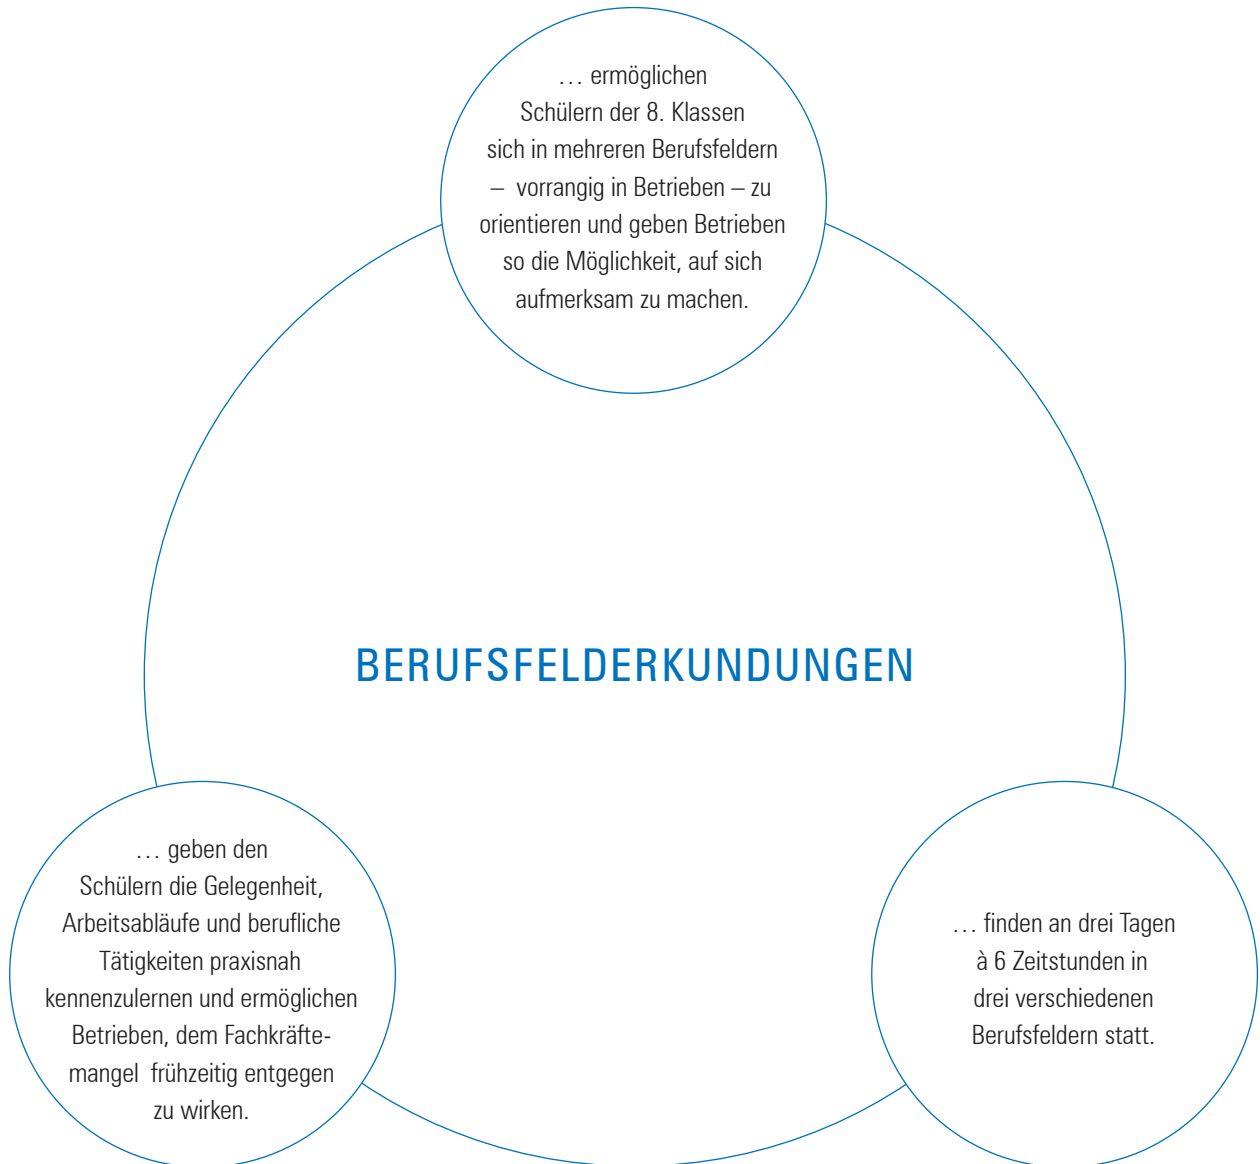 … ermöglichen
Schülern der 8. Klassen
sich in mehreren Berufsfeldern
– vorrangig in Betrieben – zu
orientieren und geben Betrieben
so die Möglichkeit, auf sich
aufmerksam zu machen.
BERUFSFELDERKUNDUNGEN
… geben den
Schülern die Gelegenheit,
Arbeitsabläufe und berufliche
Tätigkeiten praxisnah
kennenzulernen und ermöglichen
Betrieben, dem Fachkräfte-
mangel frühzeitig entgegen
zu wirken.
… finden an drei Tagen
à 6 Zeitstunden in
drei verschiedenen
Berufsfeldern statt.